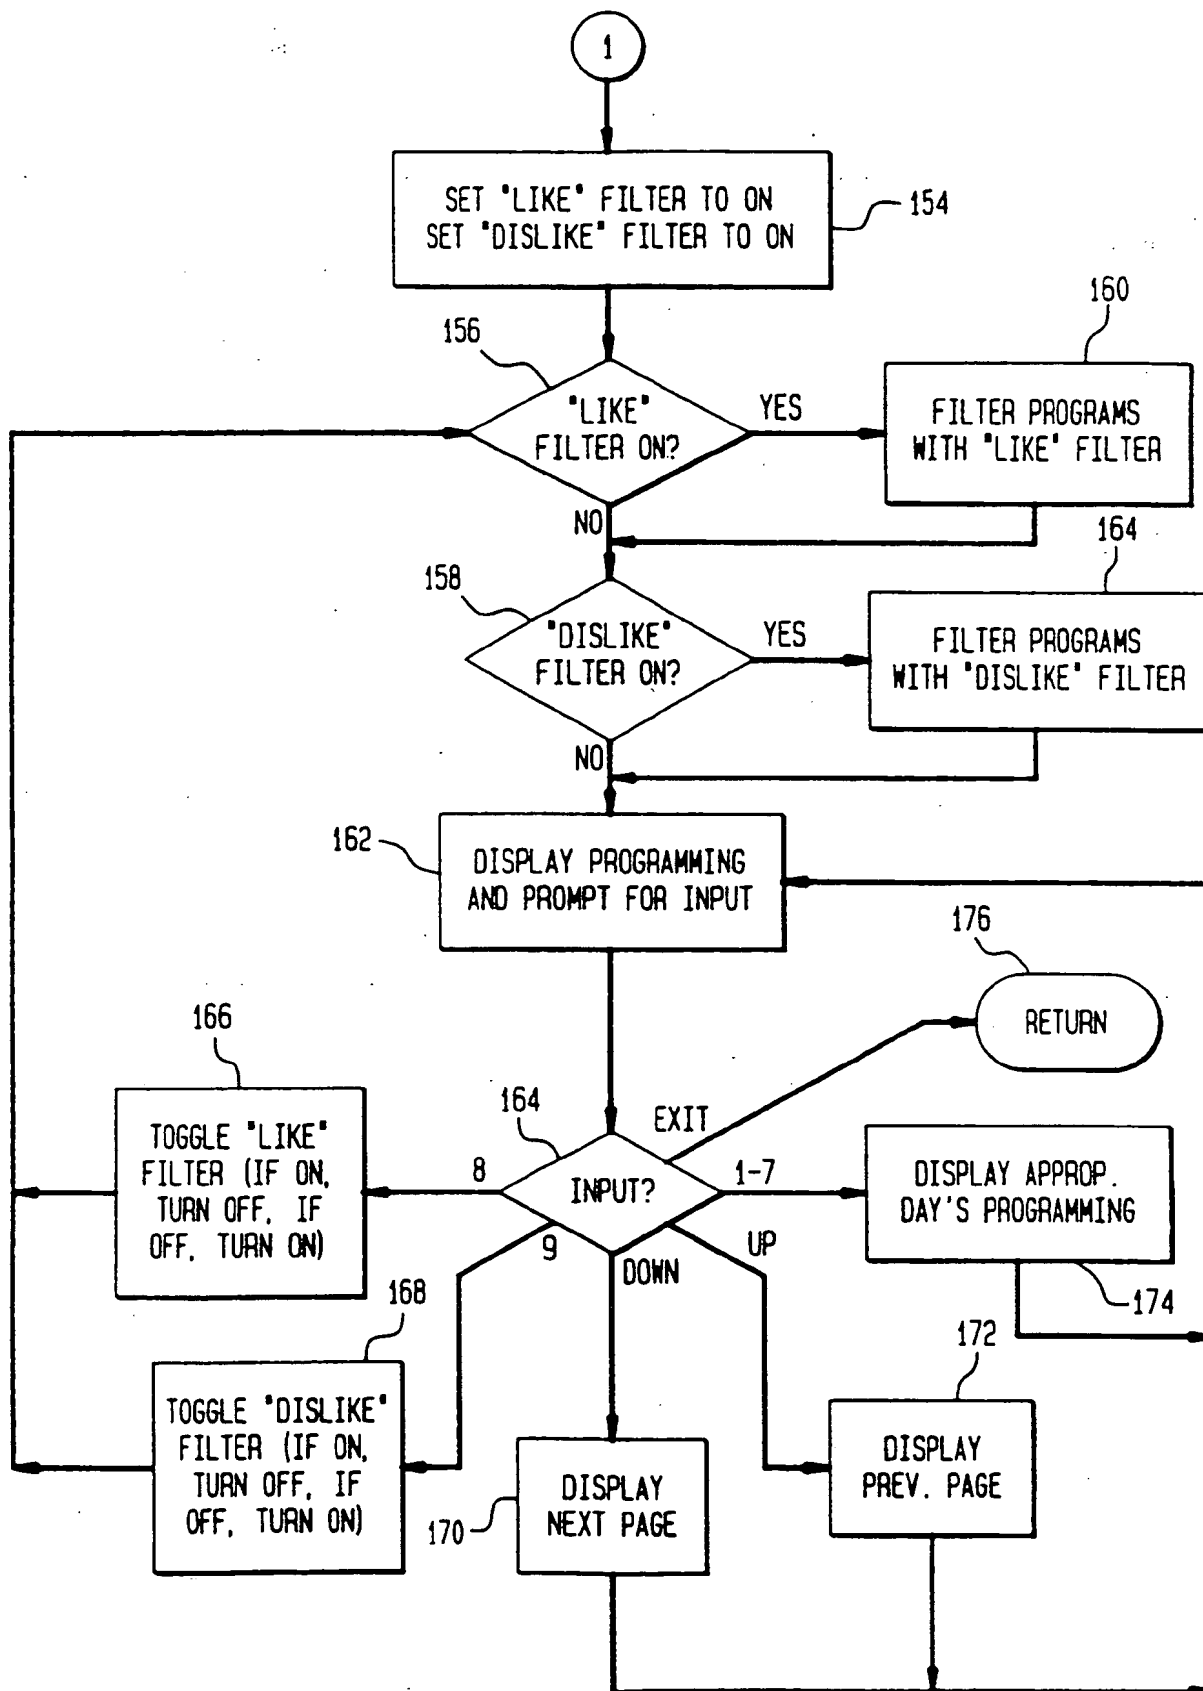 1
SET "LIKE" FILTER TO ON
SET "DISLIKE" FILTER TO ON
154
156
160
"LIKE"
FILTER ON?
YES
FILTER PROGRAMS
WITH "LIKE" FILTER
NO
164
158
"DISLIKE"
FILTER ON?
YES
FILTER PROGRAMS
WITH "DISLIKE" FILTER
NO
162
DISPLAY PROGRAMMING
AND PROMPT FOR INPUT
176
RETURN
166
164
EXIT
TOGGLE "LIKE"
FILTER (IF ON,
TURN OFF, IF
OFF, TURN ON)
8
INPUT?
1-7
DISPLAY APPROP.
DAY'S PROGRAMMING
9
DOWN
UP
174
168
172
TOGGLE "DISLIKE"
FILTER (IF ON,
TURN OFF, IF
OFF, TURN ON)
DISPLAY
NEXT PAGE
170
DISPLAY
PREV. PAGE